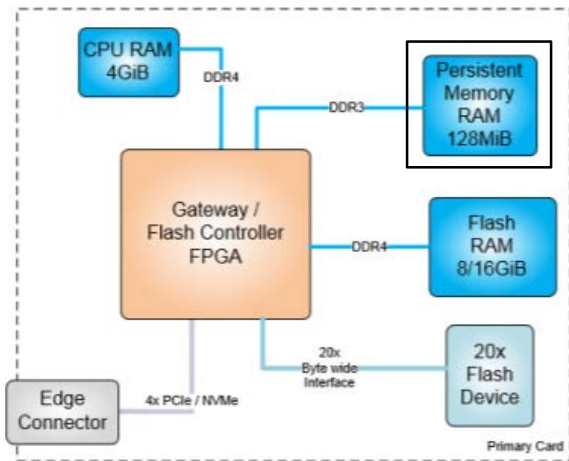 CPU RAM
4GiB
DDR4
Persistent
Memory
RAM
128MiB
DDR3
Gateway /
Flash Controller
FPGA
DDR4
Flash
RAM
8/16GiB
20x
Byte wide
Interface
20x
Flash
Device
Edge
Connector
4x PCIe / NVMe
Primary Card